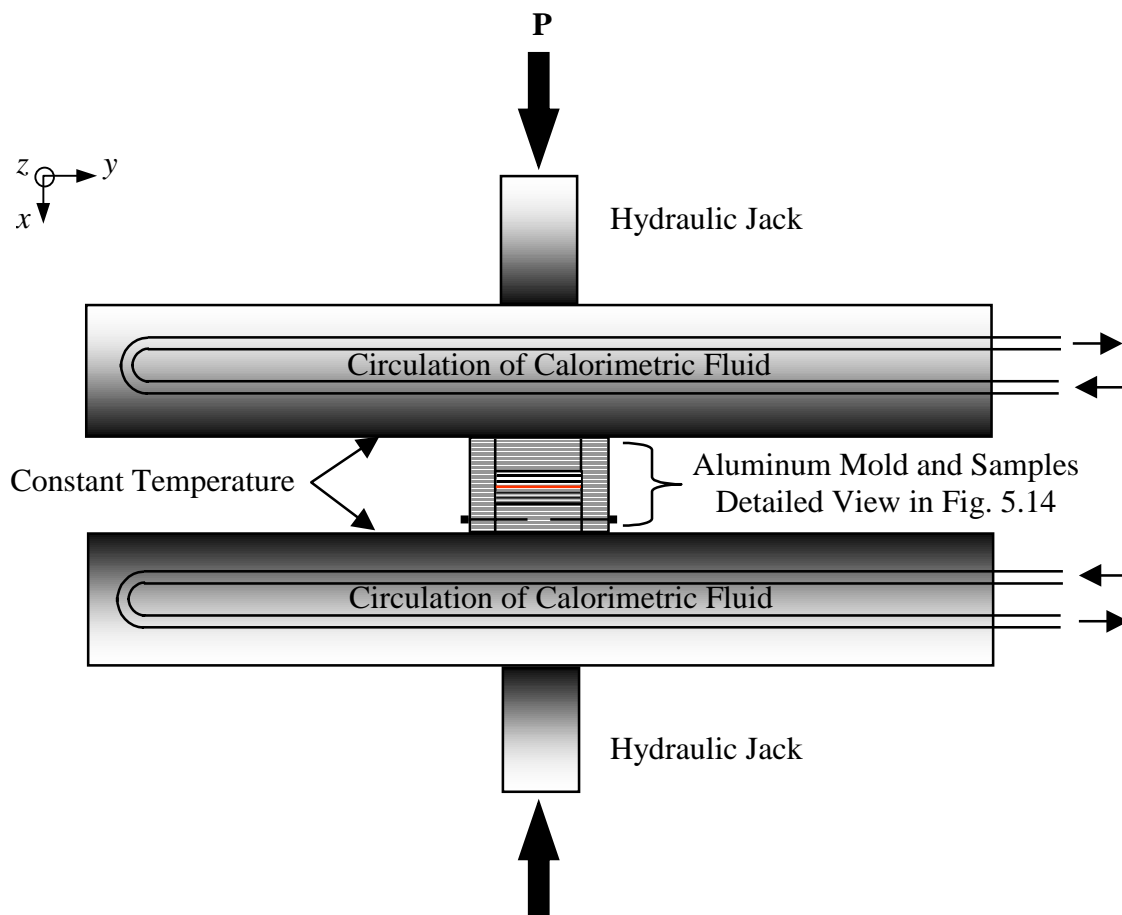 P
z
y
x
Hydraulic Jack
Circulation of Calorimetric Fluid
Constant Temperature
Aluminum Mold and Samples
Detailed View in Fig. 5.14
Circulation of Calorimetric Fluid
Hydraulic Jack